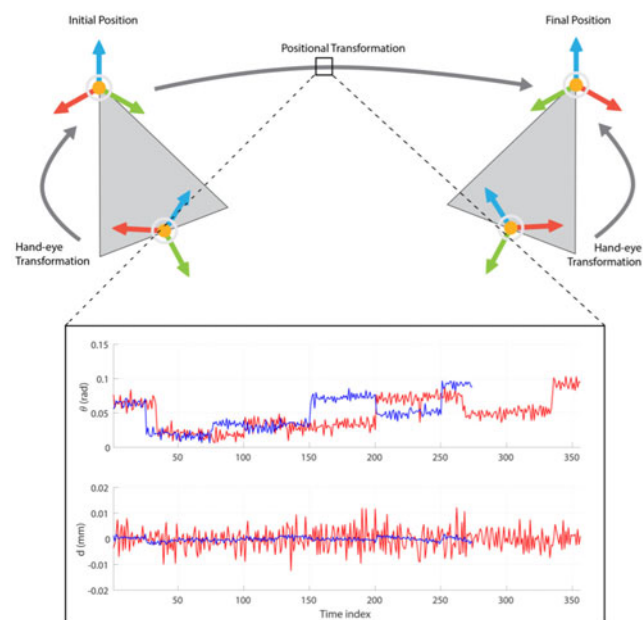 Initial Position
Final Position
Positional Transformation
Hand-eye
Transformation
Hand-eye
Transformation
0.15
0.1
0.05
0
θ (rad)
50 100 150 200 250 300 350
0.02
0.01
0
-0.01
-0.02
d (mm)
50 100 150 200 250 300 350
Time index